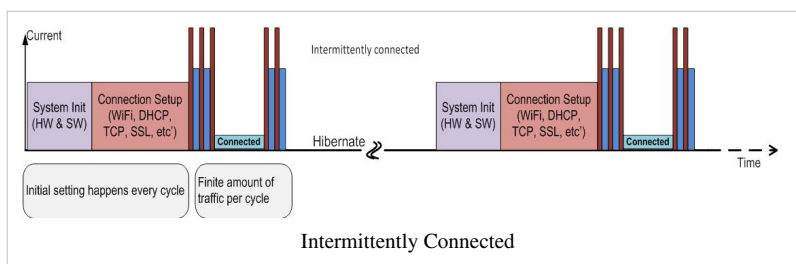 Current
Intermittently connected
System Init
(HW & SW)
Connection Setup
(WiFi, DHCP,
TCP, SSL, etc')
Connected
Hibernate
System Init
(HW & SW)
Connection Setup
(WiFi, DHCP,
TCP, SSL, etc')
Connected
Time
Initial setting happens every cycle
Finite amount of
traffic per cycle
Intermittently Connected